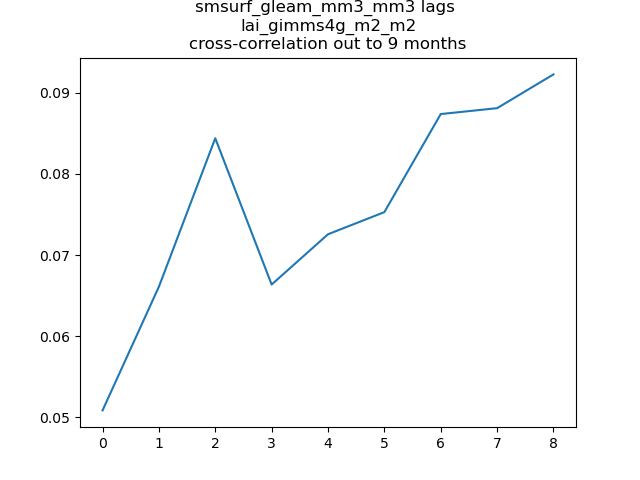 smsurf_gleam_mm3_mm3 lags
lai_gimms4g_m2_m2
cross-correlation out to 9 months
0.09
0.08
0.07
0.06
0.05
0 1 2 3 4 5 6 7 8